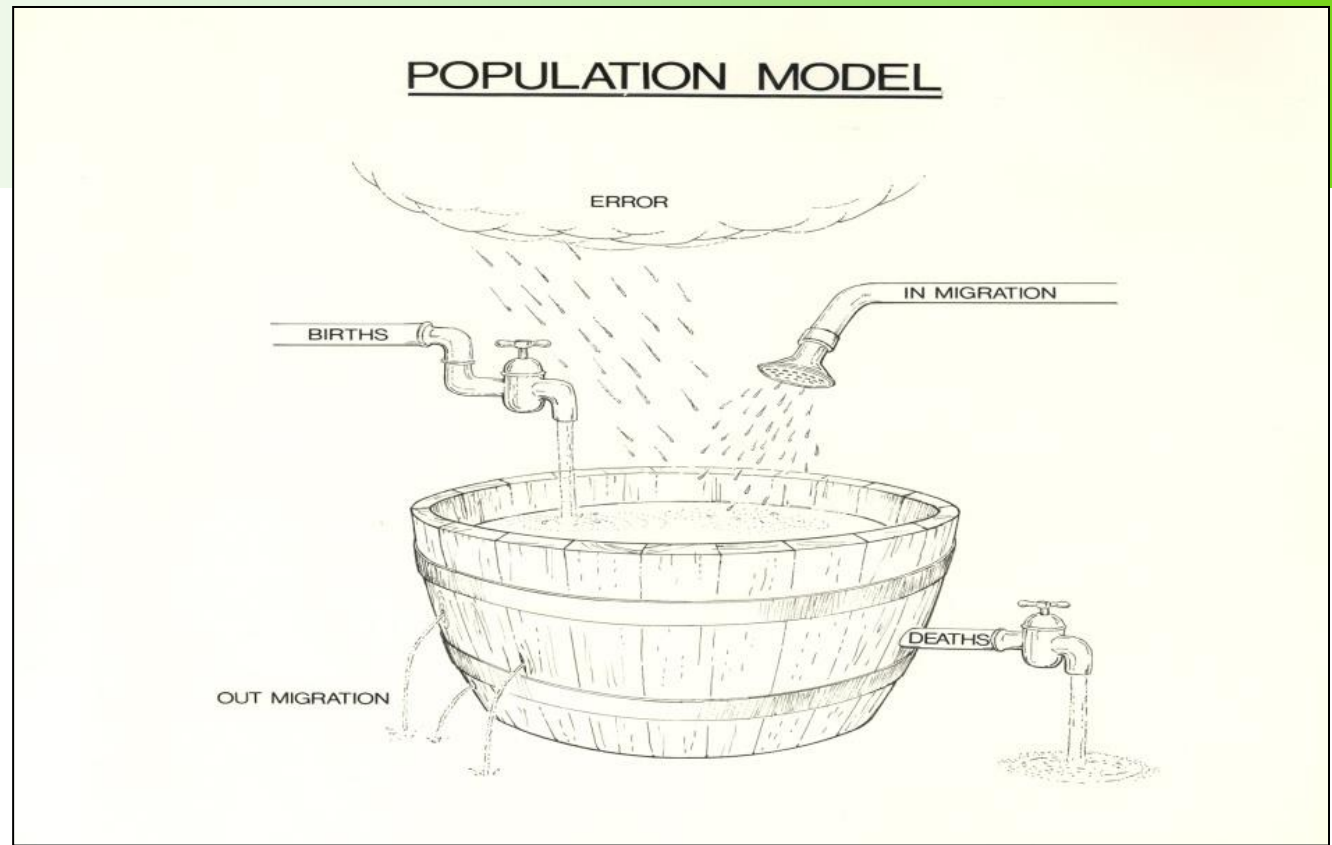 POPULATION MODEL
ERROR
IN MIGRATION
BIRTHS
DEATHS
OUT MIGRATION